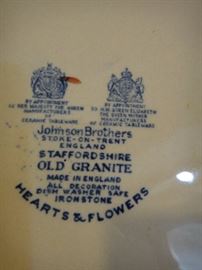 BY APPOINTMENT
TO HER MAJESTY THE QUEEN
MANUFACTURERS
OF
CERAMIC TABLEWARE
BY APPOINTMENT
TO H.M. QUEEN ELIZABETH
THE QUEEN MOTHER
MANUFACTURERS
OF CERAMIC TABLEWARE
Johnson Brothers
STOKE-ON-TRENT
ENGLAND
STAFFORDSHIRE
OLD GRANITE
MADE IN ENGLAND
ALL DECORATION
DISH WASHER SAFE
IRONSTONE
HEARTS & FLOWERS